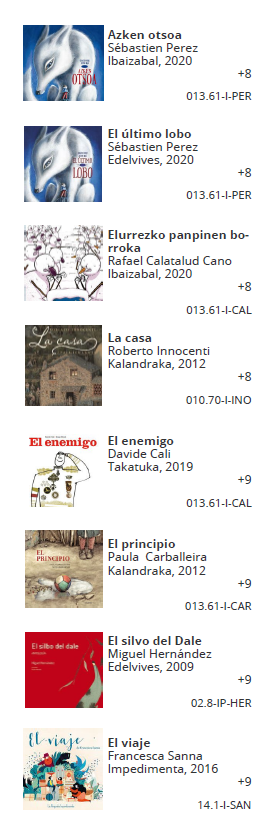 Azken otsoa
Sébastien Perez
Ibaizabal, 2020
+8
013.61-I-PER
OTSOA
El último lobo
Sébastien Perez
Edelvives, 2020
+8
013.61-I-PER
EL ÚLTIMO
LOBO
Elurrezko panpinen bo-
rroka
Rafael Calatalud Cano
Ibaizabal, 2020
+8
013.61-I-CAL
La casa
La casa
Roberto Innocenti
Kalandraka, 2012
+8
010.70-I-INO
El enemigo
El enemigo
Davide Cali
Takatuka, 2019
+9
013.61-I-CAL
El principio
Paula Carballeira
Kalandraka, 2012
+9
013.61-I-CAR
EL
PRINCIPIO
El silvo del Dale
Miguel Hernández
Edelvives, 2009
+9
02.8-IP-HER
El silbo del dale
El viaje
El viaje
Francesca Sanna
Impedimenta, 2016
+9
14.1-I-SAN